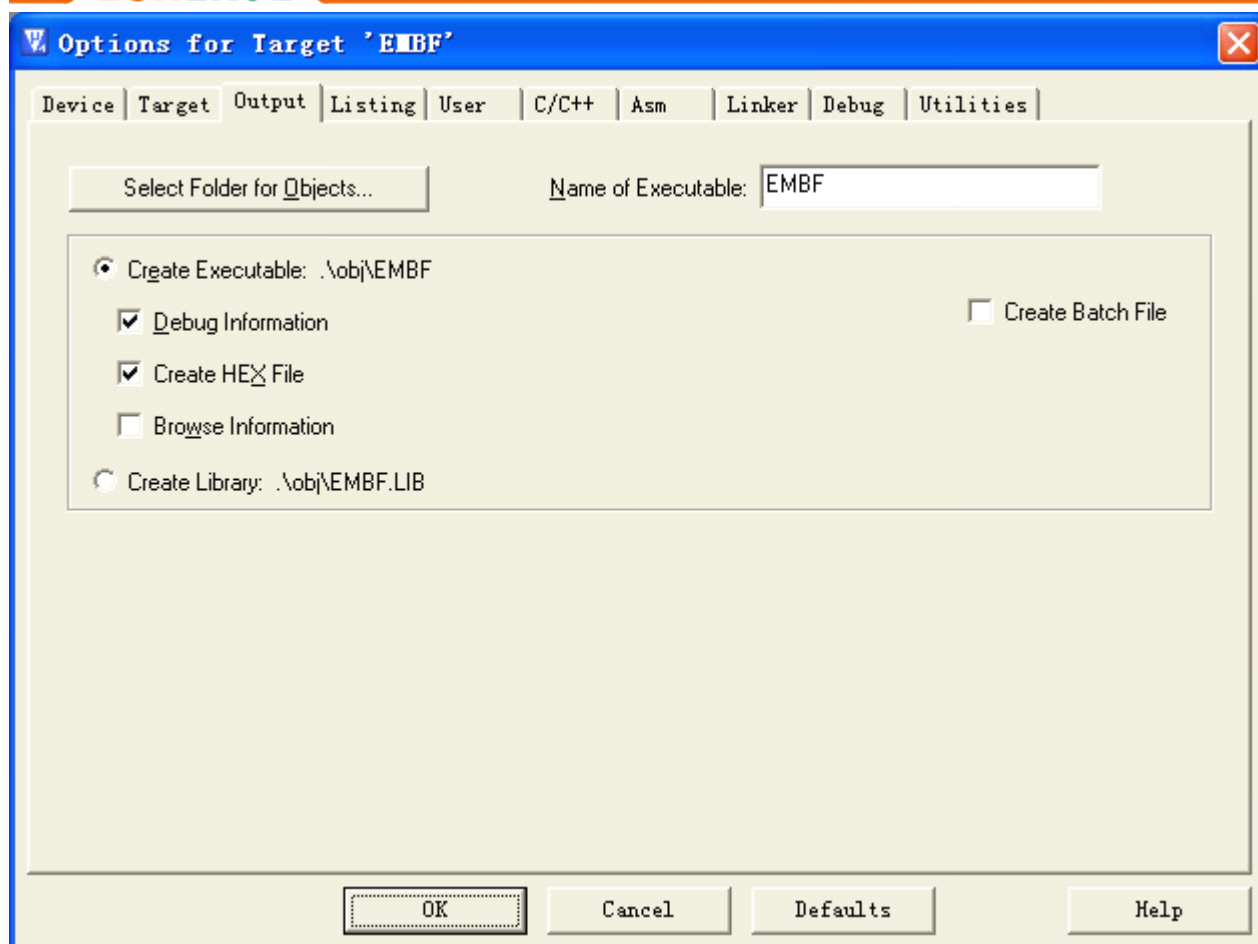 Options for Target 'EMBF'
Device Target Output Listing User C/C++ Asm Linker Debug Utilities
Select Folder for Objects... Name of Executable: EMBF
Create Executable: .\obj\EMBF
Debug Information Create Batch File
Create HEX File
Browse Information
Create Library: .\obj\EMBF.LIB
OK Cancel Defaults Help